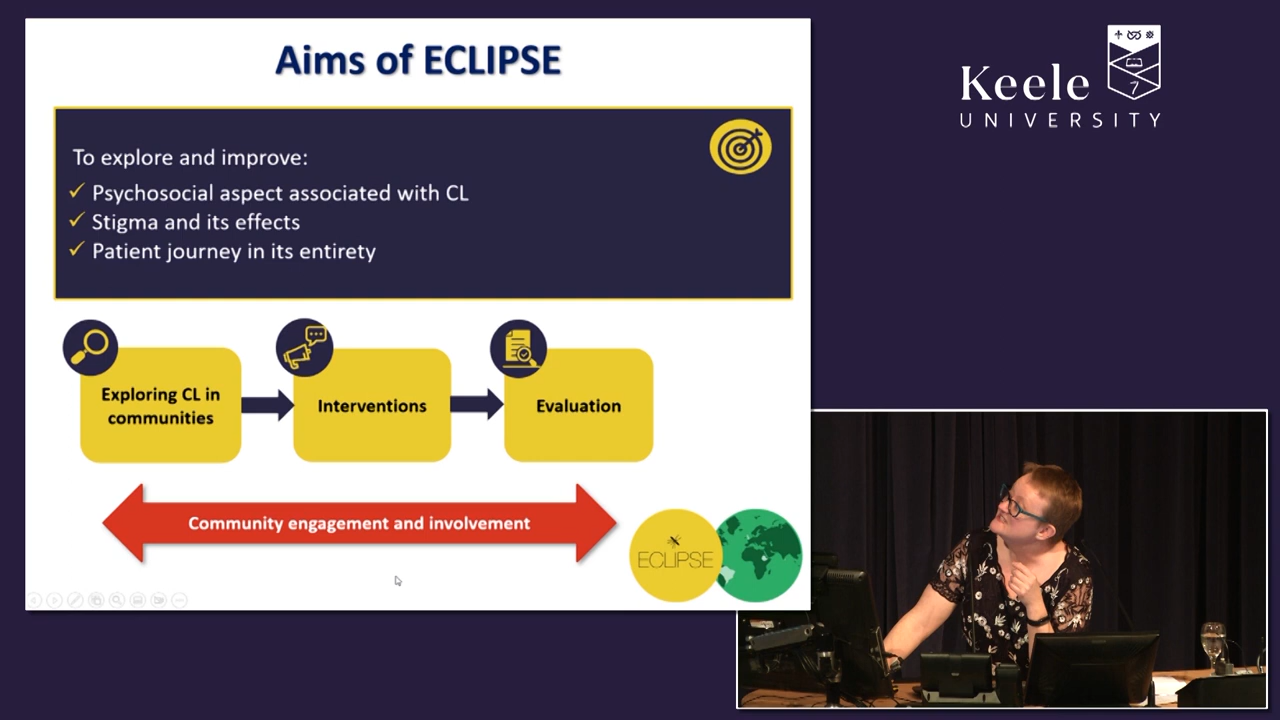 Aims of ECLIPSE
Keele
UNIVERSITY
To explore and improve:
✓ Psychosocial aspect associated with CL
✓ Stigma and its effects
✓ Patient journey in its entirety
Exploring CL in
communities
Interventions
Evaluation
Community engagement and involvement
ECLIPSE